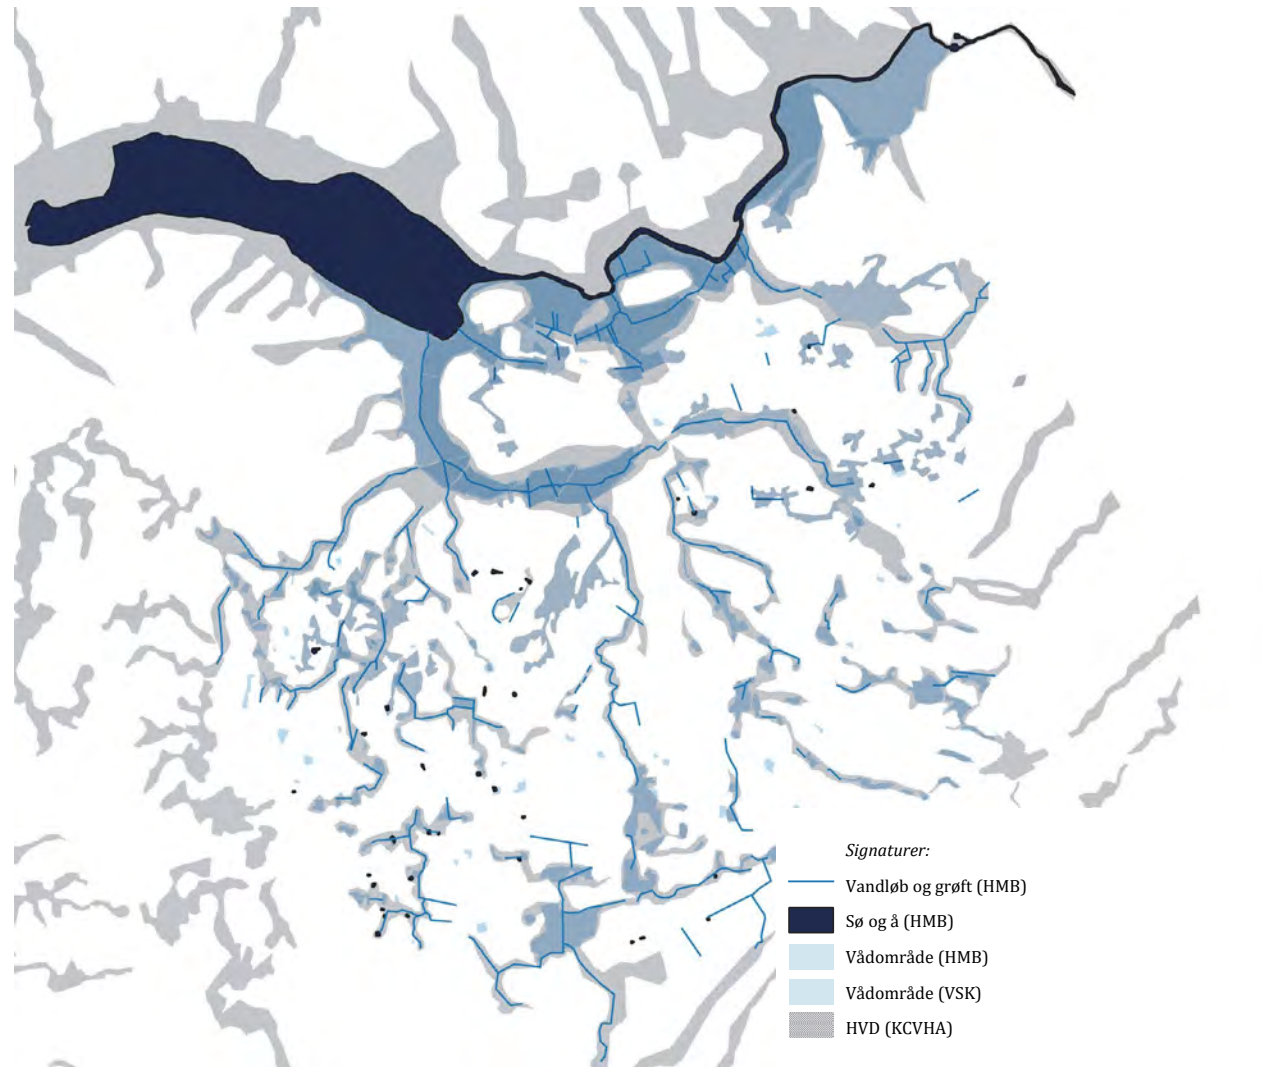 Signaturer:
Vandløb og grøft (HMB)
Sø og å (HMB)
Vådområde (HMB)
Vådområde (VSK)
HVD (KCVHA)